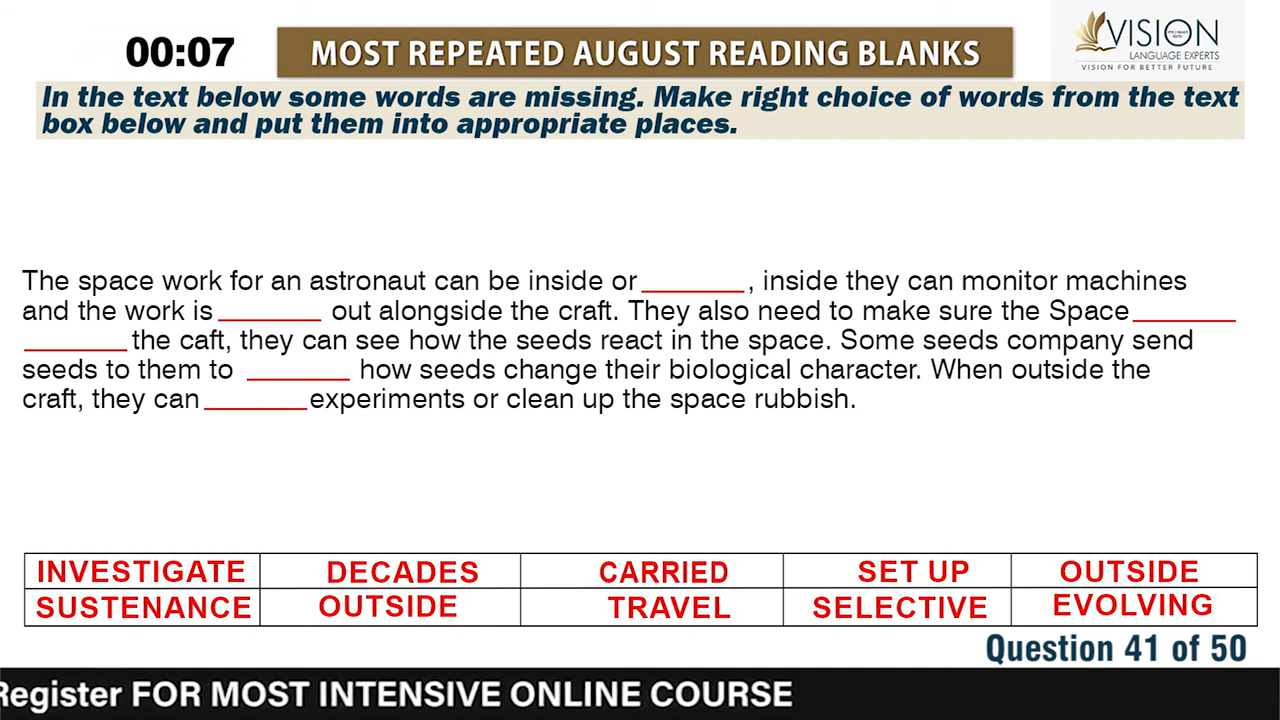 00:07
MOST REPEATED AUGUST READING BLANKS
VISION
LANGUAGE EXPERTS
VISION FOR BETTER FUTURE
In the text below some words are missing. Make right choice of words from the text
box below and put them into appropriate places.
The space work for an astronaut can be inside or _______, inside they can monitor machines
and the work is _______ out alongside the craft. They also need to make sure the Space _______
_______ the caft, they can see how the seeds react in the space. Some seeds company send
seeds to them to _______ how seeds change their biological character. When outside the
craft, they can _______ experiments or clean up the space rubbish.
INVESTIGATE DECADES CARRIED SET UP OUTSIDE
SUSTENANCE OUTSIDE TRAVEL SELECTIVE EVOLVING
Question 41 of 50
Register FOR MOST INTENSIVE ONLINE COURSE